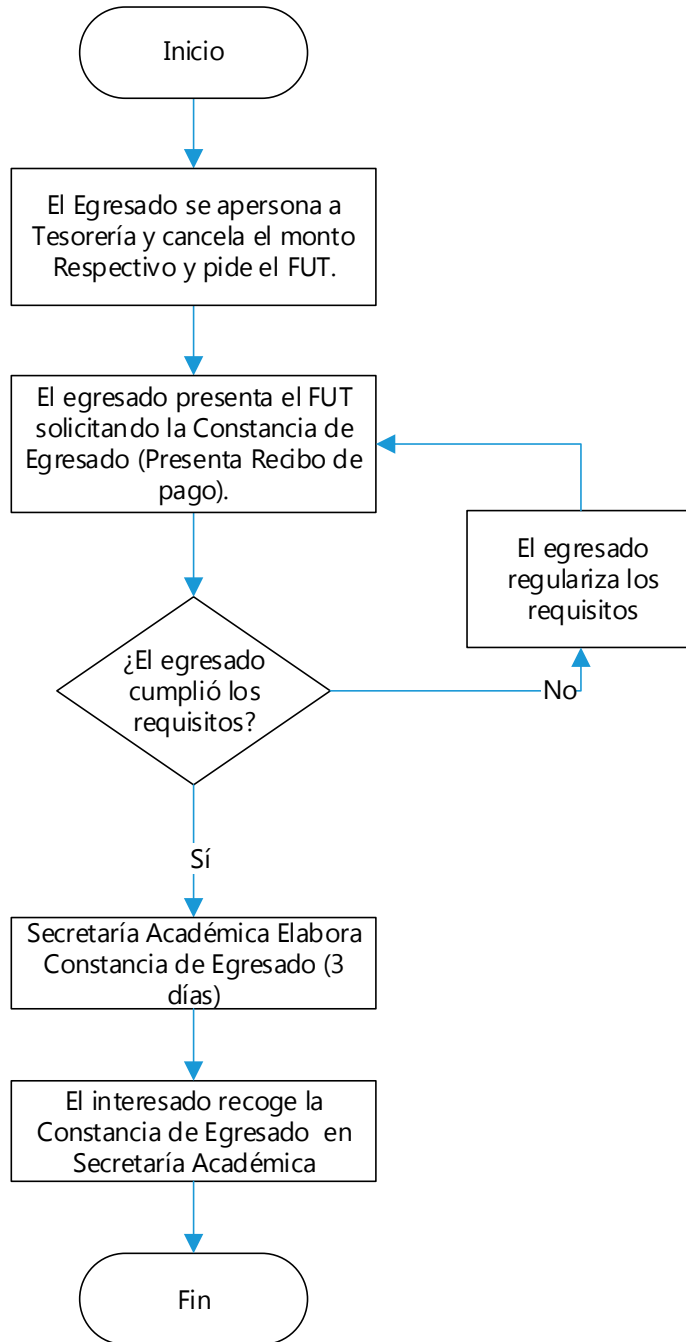 Inicio
El Egresado se apersona a
Tesorería y cancela el monto
Respectivo y pide el FUT.
El egresado presenta el FUT
solicitando la Constancia de
Egresado (Presenta Recibo de
pago).
El egresado
regulariza los
requisitos
¿El egresado
cumplió los
requisitos?
No
Sí
Secretaría Académica Elabora
Constancia de Egresado (3
días)
El interesado recoge la
Constancia de Egresado en
Secretaría Académica
Fin